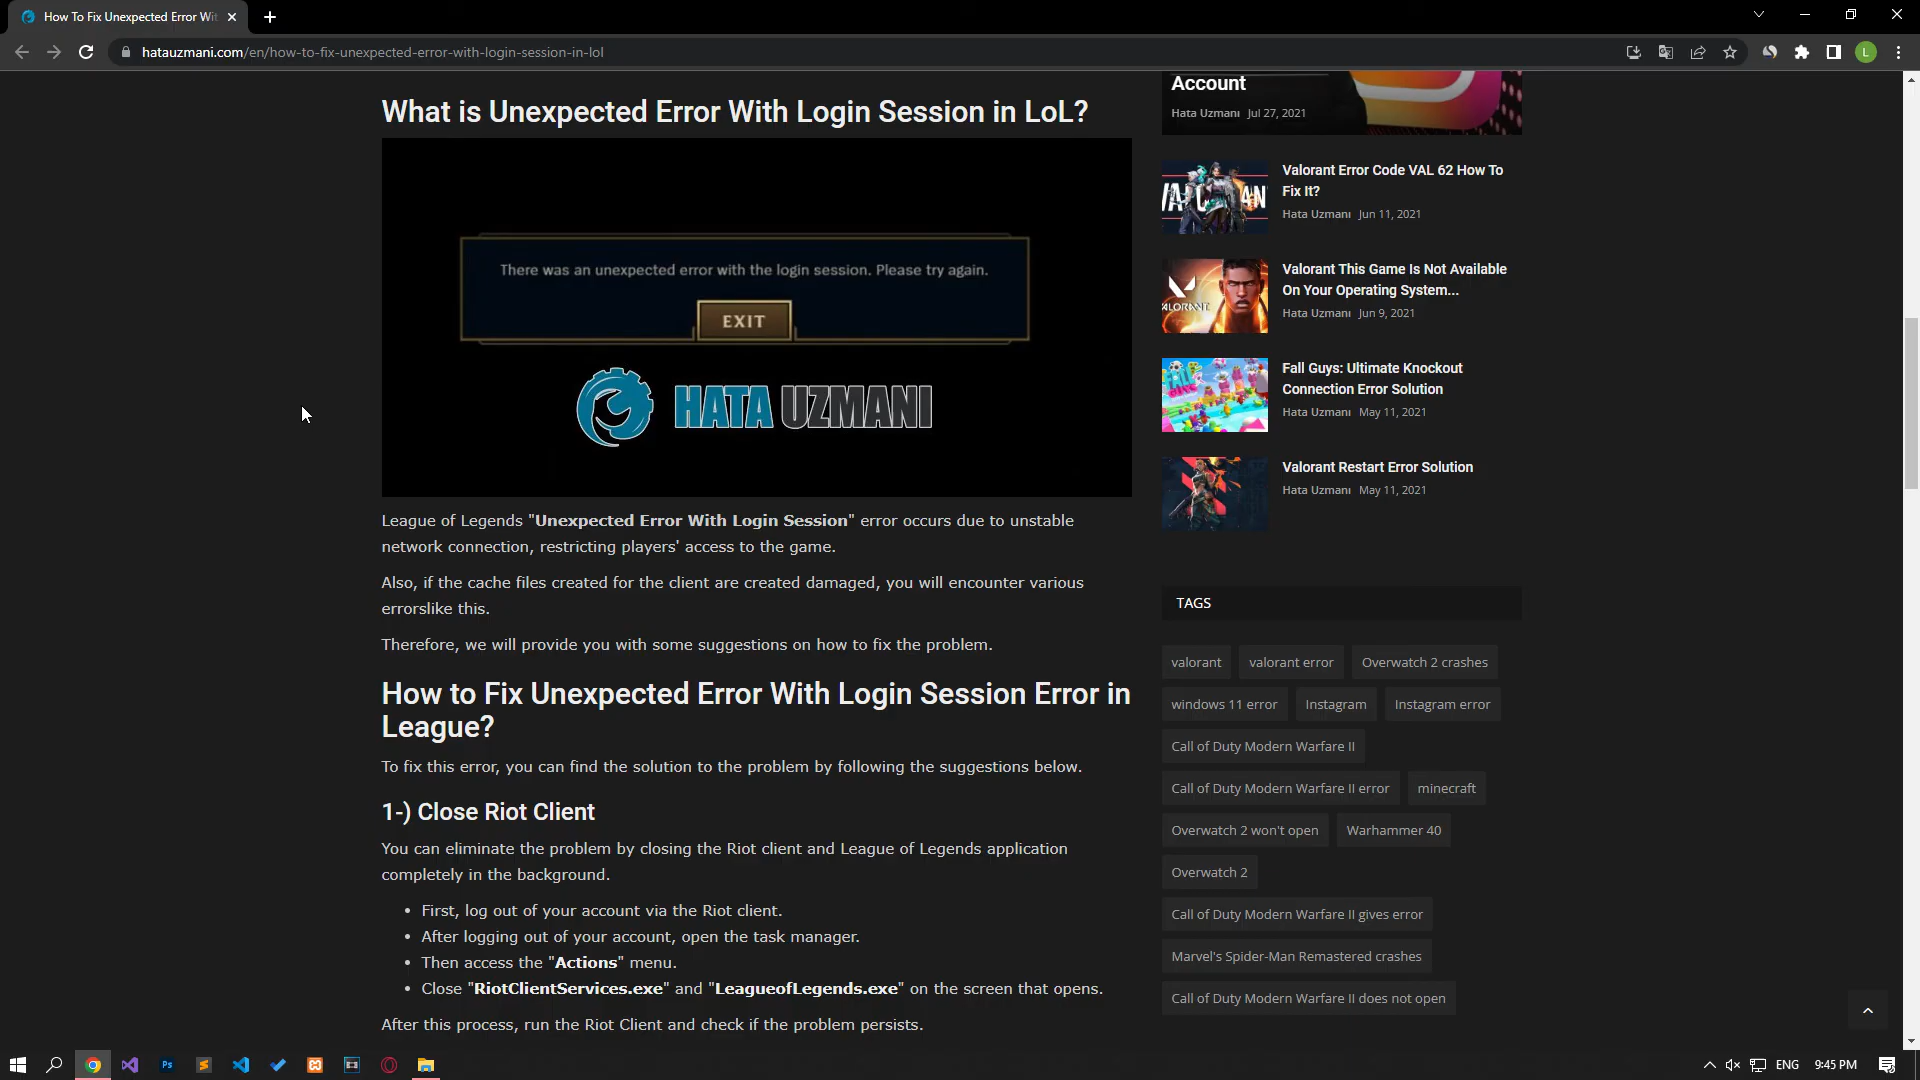 How To Fix Unexpected Error Wit
hatauzmani.com/en/how-to-fix-unexpected-error-with-login-session-in-lol
L
What is Unexpected Error With Login Session in LoL?
There was an unexpected error with the login session. Please try again.
EXIT
HATA UZMANI
League of Legends "Unexpected Error With Login Session" error occurs due to unstable
network connection, restricting players' access to the game.
Also, if the cache files created for the client are created damaged, you will encounter various
errorslike this.
Therefore, we will provide you with some suggestions on how to fix the problem.
How to Fix Unexpected Error With Login Session Error in
League?
To fix this error, you can find the solution to the problem by following the suggestions below.
1-) Close Riot Client
You can eliminate the problem by closing the Riot client and League of Legends application
completely in the background.
• First, log out of your account via the Riot client.
• After logging out of your account, open the task manager.
• Then access the "Actions" menu.
• Close "RiotClientServices.exe" and "LeagueofLegends.exe" on the screen that opens.
After this process, run the Riot Client and check if the problem persists.
Account
Hata Uzmanı Jul 27, 2021
Valorant Error Code VAL 62 How To
Fix It?
Hata Uzmanı Jun 11, 2021
VALORANT
Valorant This Game Is Not Available
On Your Operating System...
Hata Uzmanı Jun 9, 2021
FALL GUYS
Fall Guys: Ultimate Knockout
Connection Error Solution
Hata Uzmanı May 11, 2021
Valorant Restart Error Solution
Hata Uzmanı May 11, 2021
TAGS
valorant valorant error Overwatch 2 crashes
windows 11 error Instagram Instagram error
Call of Duty Modern Warfare II
Call of Duty Modern Warfare II error minecraft
Overwatch 2 won't open Warhammer 40
Overwatch 2
Call of Duty Modern Warfare II gives error
Marvel's Spider-Man Remastered crashes
Call of Duty Modern Warfare II does not open
Ps
ENG
9:45 PM